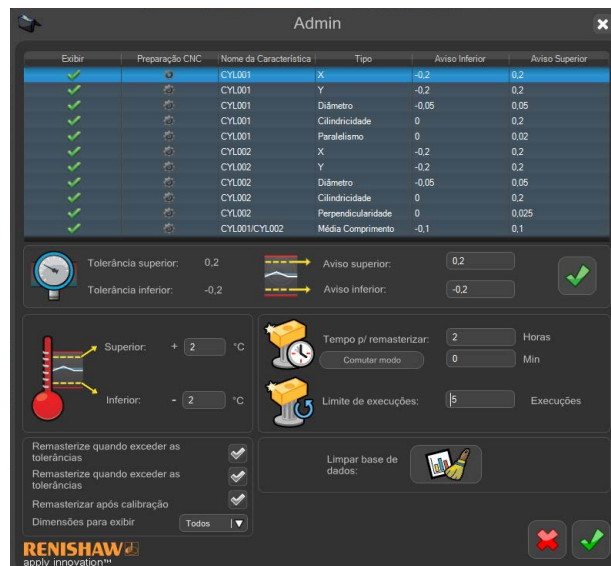 Admin
Exibir Preparação CNC Nome da Característica Tipo Aviso Inferior Aviso Superior
CYL001 X -0,2 0,2
CYL001 Y -0,2 0,2
CYL001 Diâmetro -0,05 0,05
CYL001 Cilindricidade 0 0,2
CYL001 Paralelismo 0 0,02
CYL002 X -0,2 0,2
CYL002 Y -0,2 0,2
CYL002 Diâmetro -0,05 0,05
CYL002 Cilindricidade 0 0,2
CYL002 Perpendicularidade 0 0,025
CYL001/CYL002 Média Comprimento -0,1 0,1
Tolerância superior: 0,2 Aviso superior: 0,2
Tolerância inferior: -0,2 Aviso inferior: -0,2
Superior: + 2 °C
Inferior: - 2 °C
Tempo p/ remasterizar: 2 Horas
Comutar modo 0 Min
Limite de execuções: 5 Execuções
Remasterize quando exceder as
tolerâncias
Remasterize quando exceder as
tolerâncias
Remasterizar após calibração
Dimensões para exibir Todos
Limpar base de
dados:
RENISHAW
apply innovation™